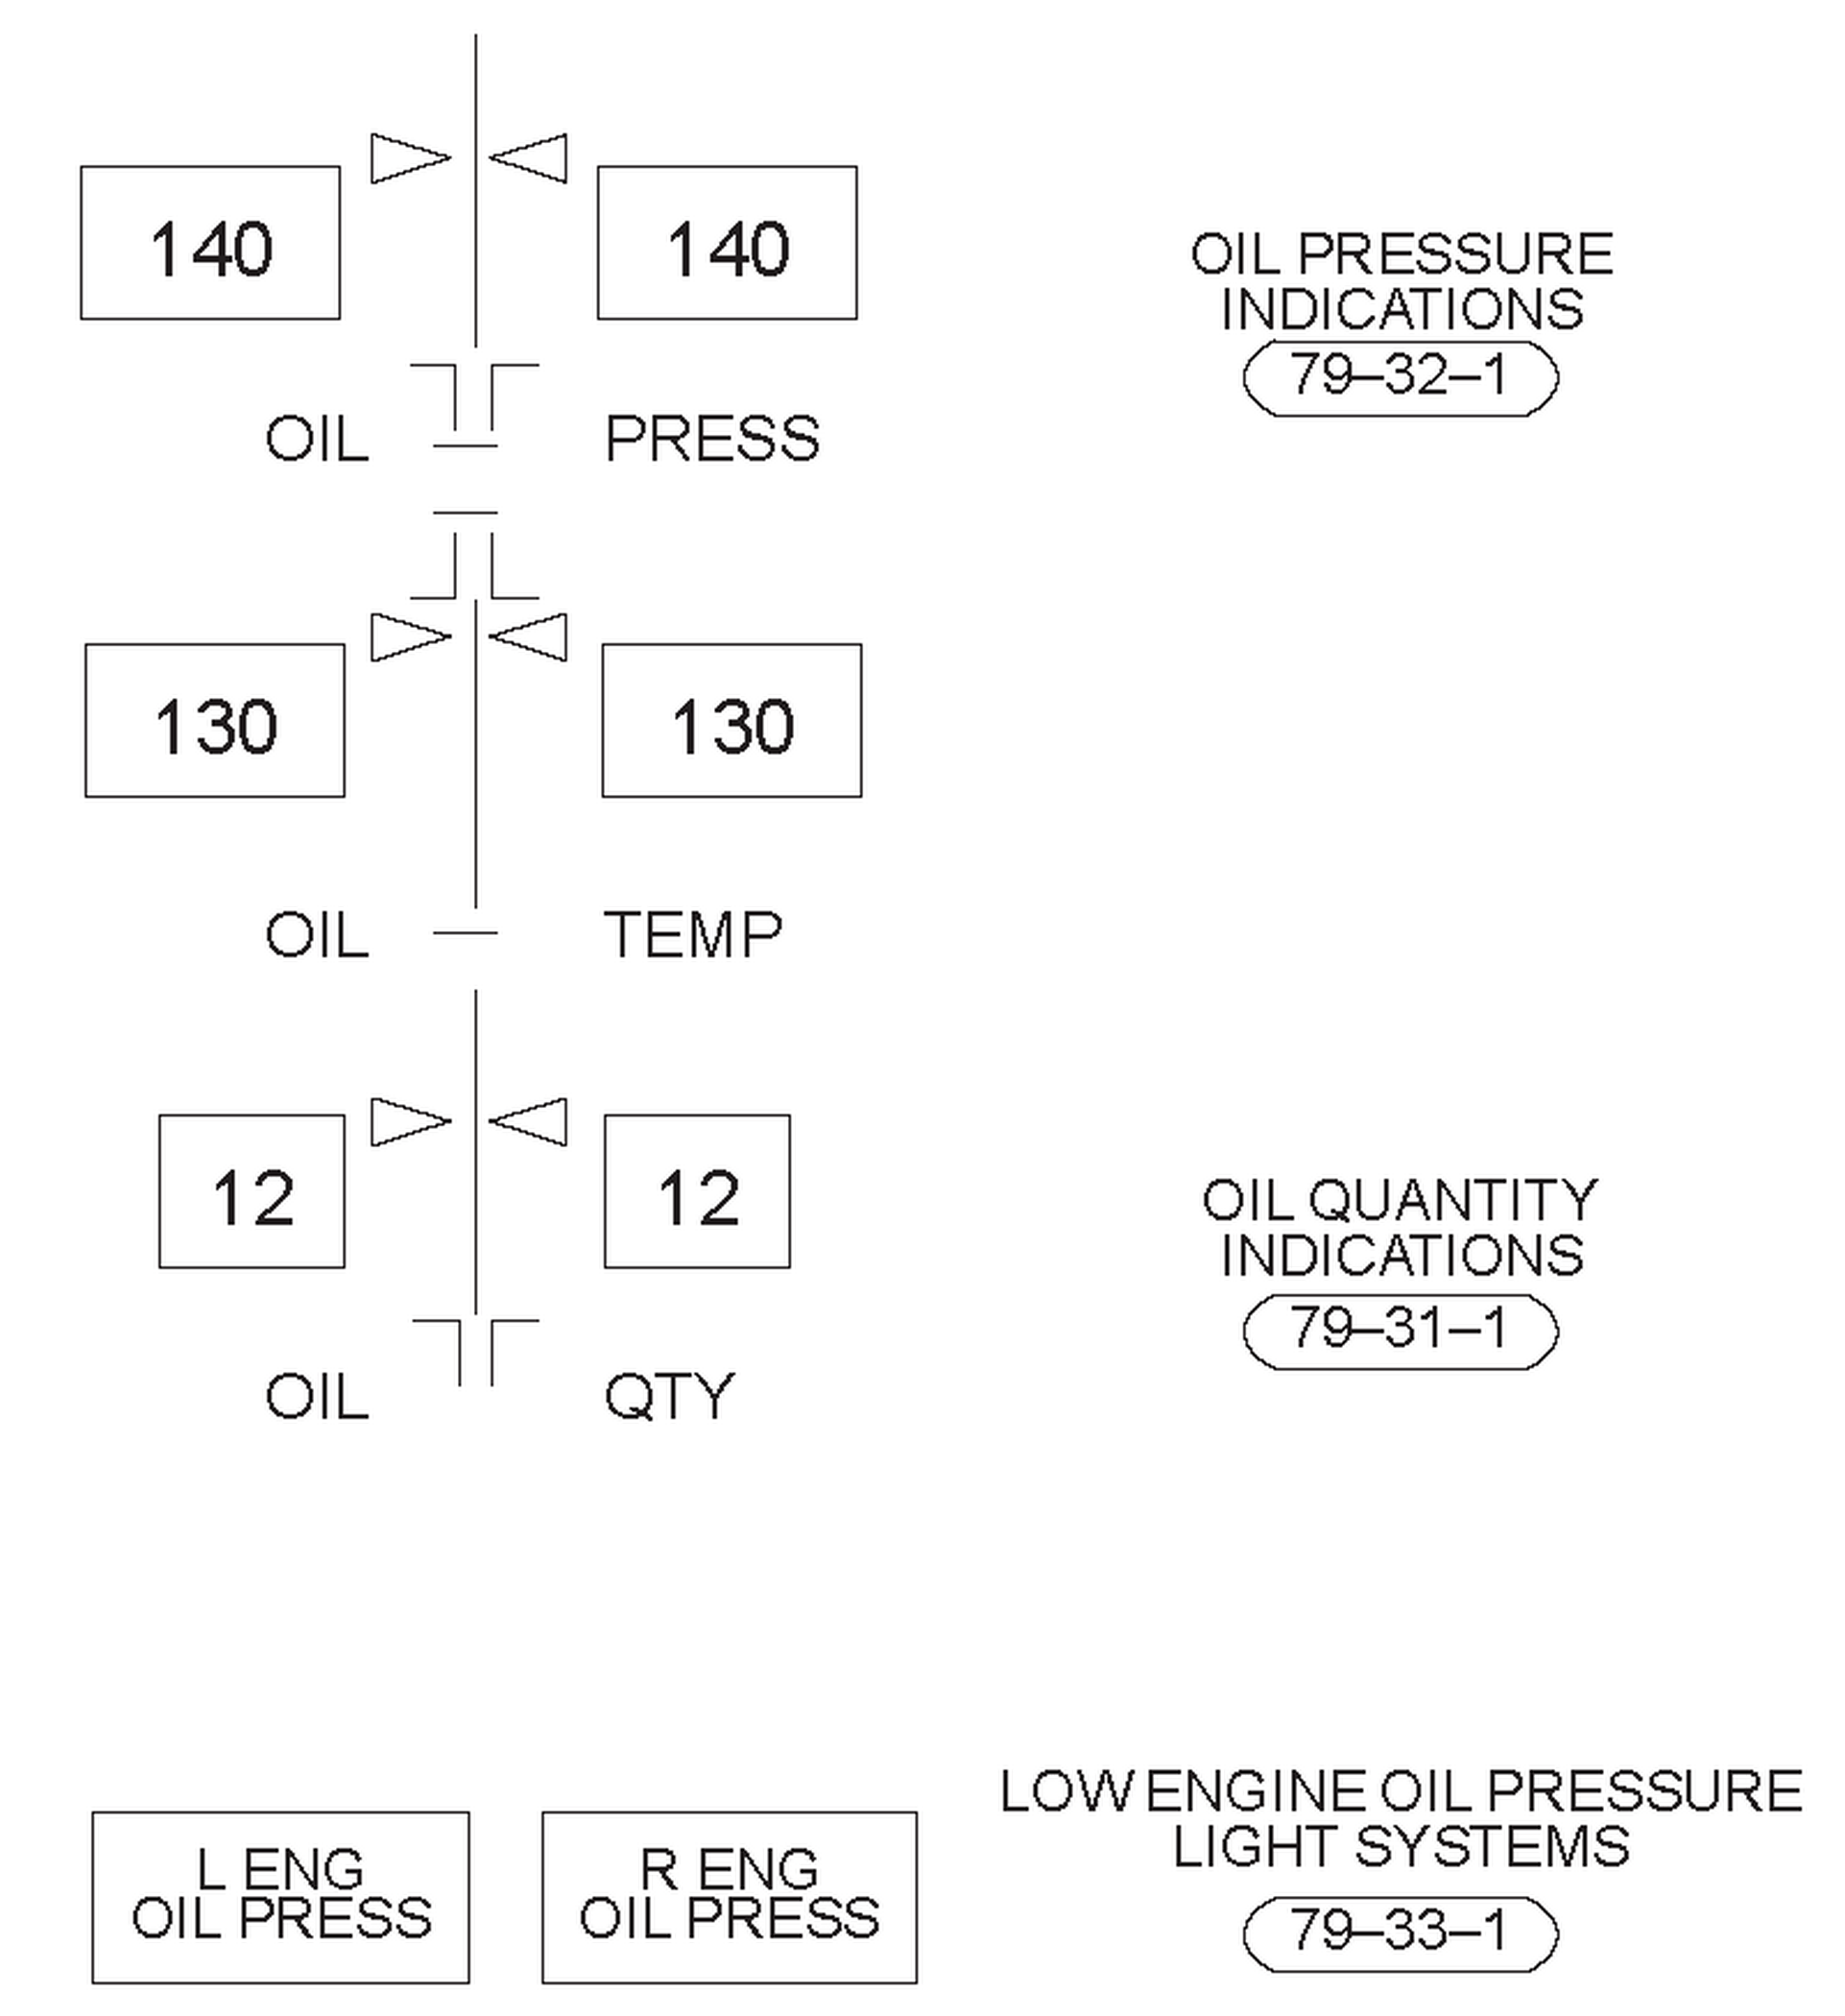 140 140
OIL PRESSURE
INDICATIONS
79–32–1
OIL PRESS
130 130
OIL TEMP
12 12
OIL QUANTITY
INDICATIONS
79–31–1
OIL QTY
L ENG
OIL PRESS
R ENG
OIL PRESS
LOW ENGINE OIL PRESSURE
LIGHT SYSTEMS
79–33–1